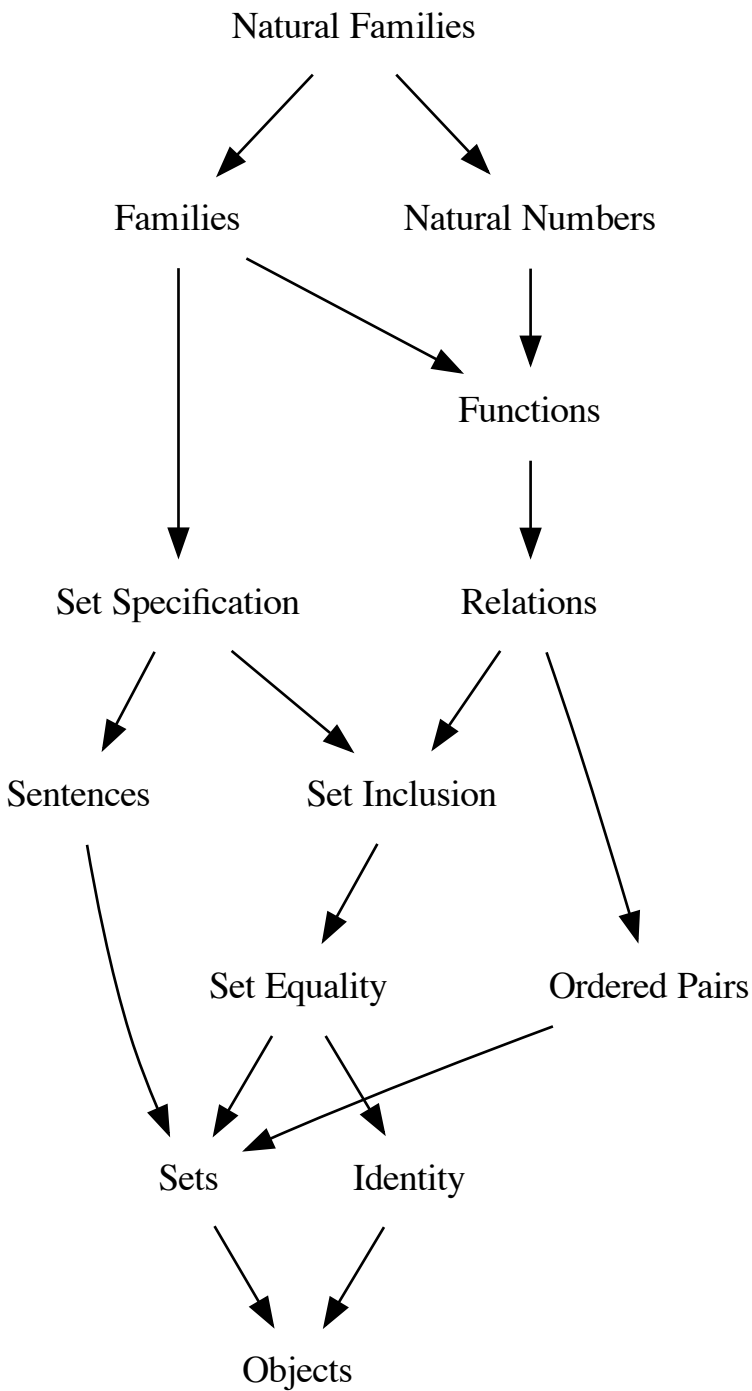 Natural Families
Families
Natural Numbers
Functions
Set Specification
Relations
Sentences
Set Inclusion
Set Equality
Ordered Pairs
Sets
Identity
Objects